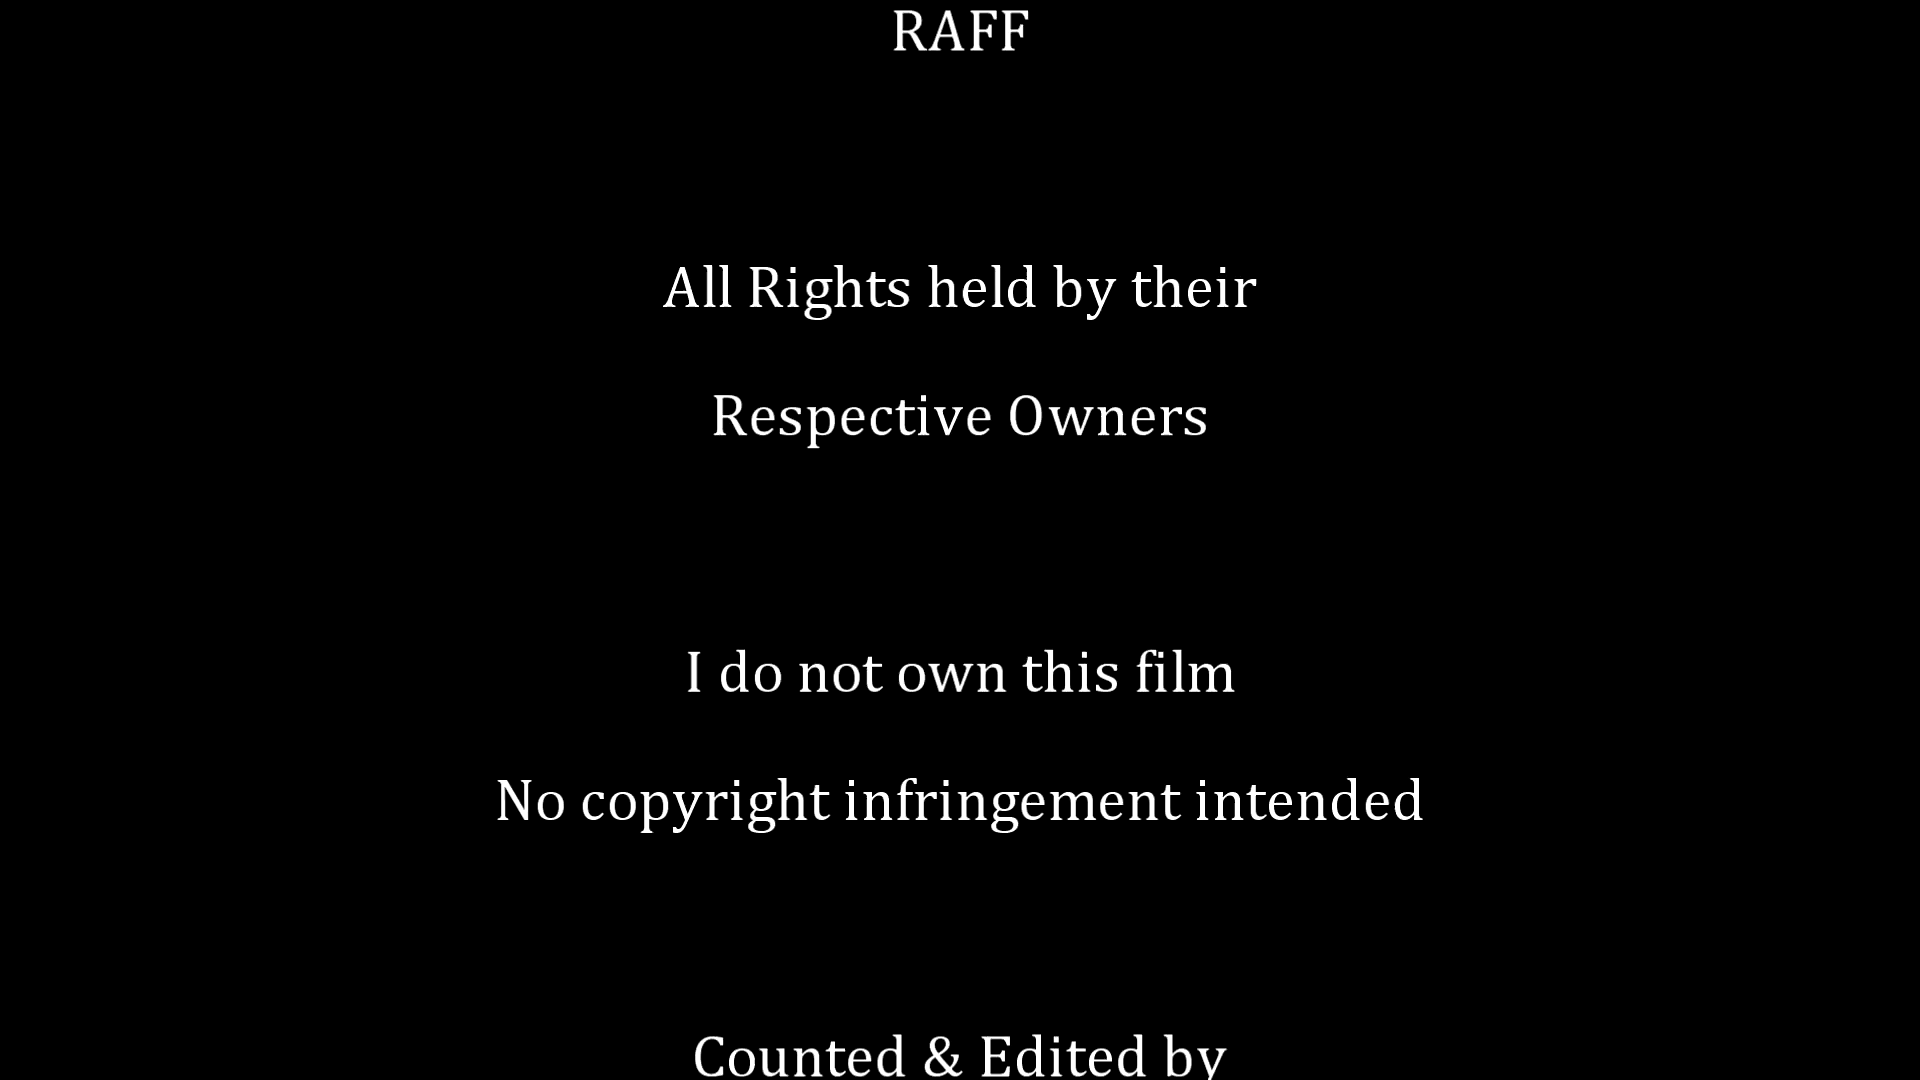 RAFF
All Rights held by their
Respective Owners
I do not own this film
No copyright infringement intended
Counted & Edited by